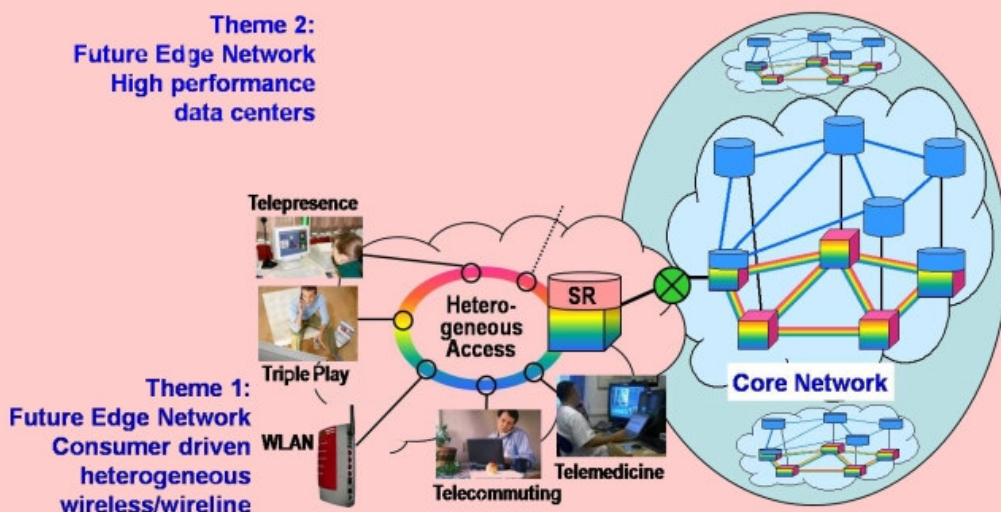 Theme 2:
Future Edge Network
High performance
data centers
Telepresence
SR
Hetero-
geneous
Access
Triple Play
Core Network
Theme 1:
Future Edge Network
Consumer driven
heterogeneous
wireless/wireline
WLAN
Telemedicine
Telecommuting